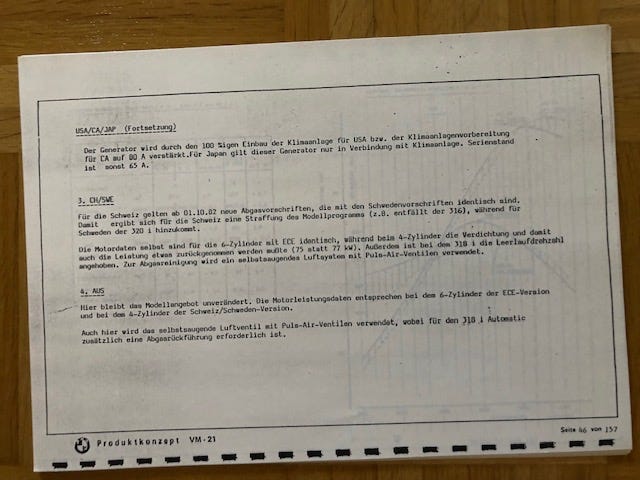 USA/CA/JAP (Fortsetzung)
Der Generator wird durch den 100 %igen Einbau der Klimaanlage für USA bzw. der Klimaanlagenvorbereitung
für CA auf 80 A verstärkt.Für Japan gilt dieser Generator nur in Verbindung mit Klimaanlage. Serienstand
ist sonst 65 A.
3. CH/SWE
Für die Schweiz gelten ab 01.10.82 neue Abgasvorschriften, die mit den Schwedenvorschriften identisch sind.
Damit ergibt sich für die Schweiz eine Straffung des Modellprogramms (z.B. entfällt der 316), während für
Schweden der 320 i hinzukommt.
Die Motordaten selbst sind für die 6-Zylinder mit ECE identisch, während beim 4-Zylinder die Verdichtung und damit
auch die Leistung etwas zurückgenommen werden mußte (75 statt 77 kW). Außerdem ist bei dem 318 i die Leerlaufdrehzahl
angehoben. Zur Abgasreinigung wird ein selbstsaugendes Luftsystem mit Puls-Air-Ventilen verwendet.
4. AUS
Hier bleibt das Modellangebot unverändert. Die Motorleistungsdaten entsprechen bei dem 6-Zylinder der ECE-Version
und bei dem 4-Zylinder der Schweiz/Schweden-Version.
Auch hier wird das selbstsaugende Luftventil mit Puls-Air-Ventilen verwendet, wobei für den 318 i Automatic
zusätzlich eine Abgasrückführung erforderlich ist.
Produktkonzept VM-21
Seite 46 von 157